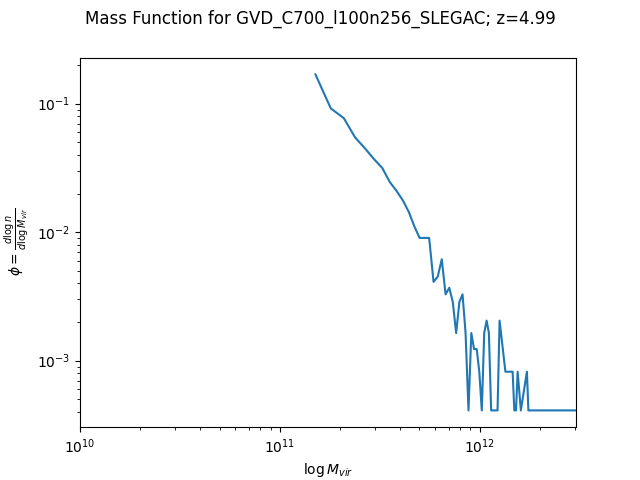 Mass Function for GVD_C700_l100n256_SLEGAC; z=4.99
10⁻¹
10⁻²
10⁻³
ϕ = d log n / d log M_vir
10¹⁰
10¹¹
10¹²
log M_vir